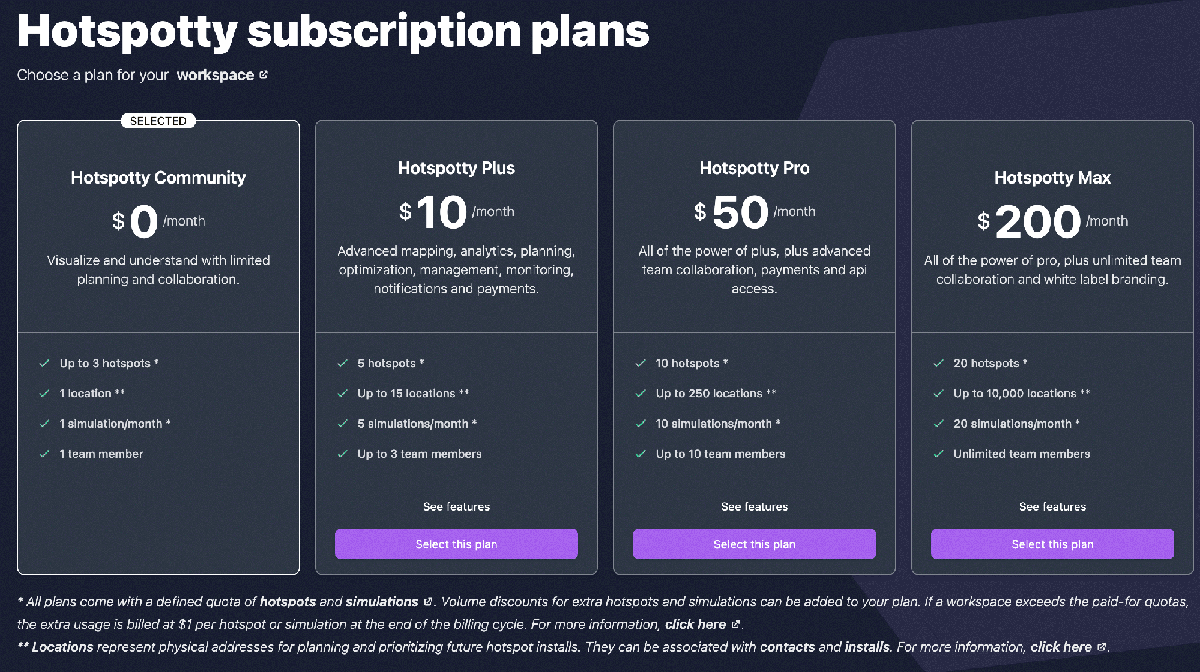 Hotspotty subscription plans
Choose a plan for your workspace
SELECTED
Hotspotty Community
$ 0 /month
Visualize and understand with limited
planning and collaboration.
Up to 3 hotspots *
1 location **
1 simulation/month *
1 team member
Hotspotty Plus
$ 10 /month
Advanced mapping, analytics, planning,
optimization, management, monitoring,
notifications and payments.
5 hotspots *
Up to 15 locations **
5 simulations/month *
Up to 3 team members
See features
Select this plan
Hotspotty Pro
$ 50 /month
All of the power of plus, plus advanced
team collaboration, payments and api
access.
10 hotspots *
Up to 250 locations **
10 simulations/month *
Up to 10 team members
See features
Select this plan
Hotspotty Max
$ 200 /month
All of the power of pro, plus unlimited team
collaboration and white label branding.
20 hotspots *
Up to 10,000 locations **
20 simulations/month *
Unlimited team members
See features
Select this plan
* All plans come with a defined quota of hotspots and simulations. Volume discounts for extra hotspots and simulations can be added to your plan. If a workspace exceeds the paid-for quotas,
the extra usage is billed at $1 per hotspot or simulation at the end of the billing cycle. For more information, click here.
** Locations represent physical addresses for planning and prioritizing future hotspot installs. They can be associated with contacts and installs. For more information, click here.